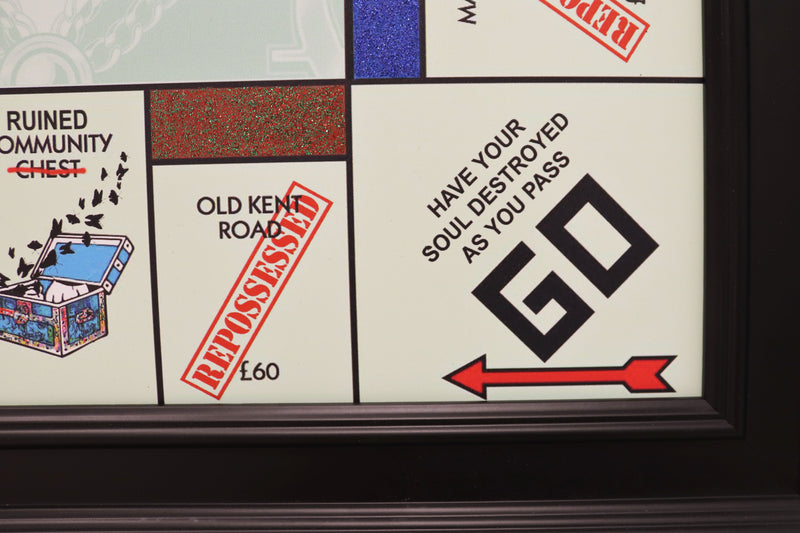 RUINED
COMMUNITY
CHEST
OLD KENT
ROAD
REPOSSESSED
£60
HAVE YOUR
SOUL DESTROYED
AS YOU PASS
GO